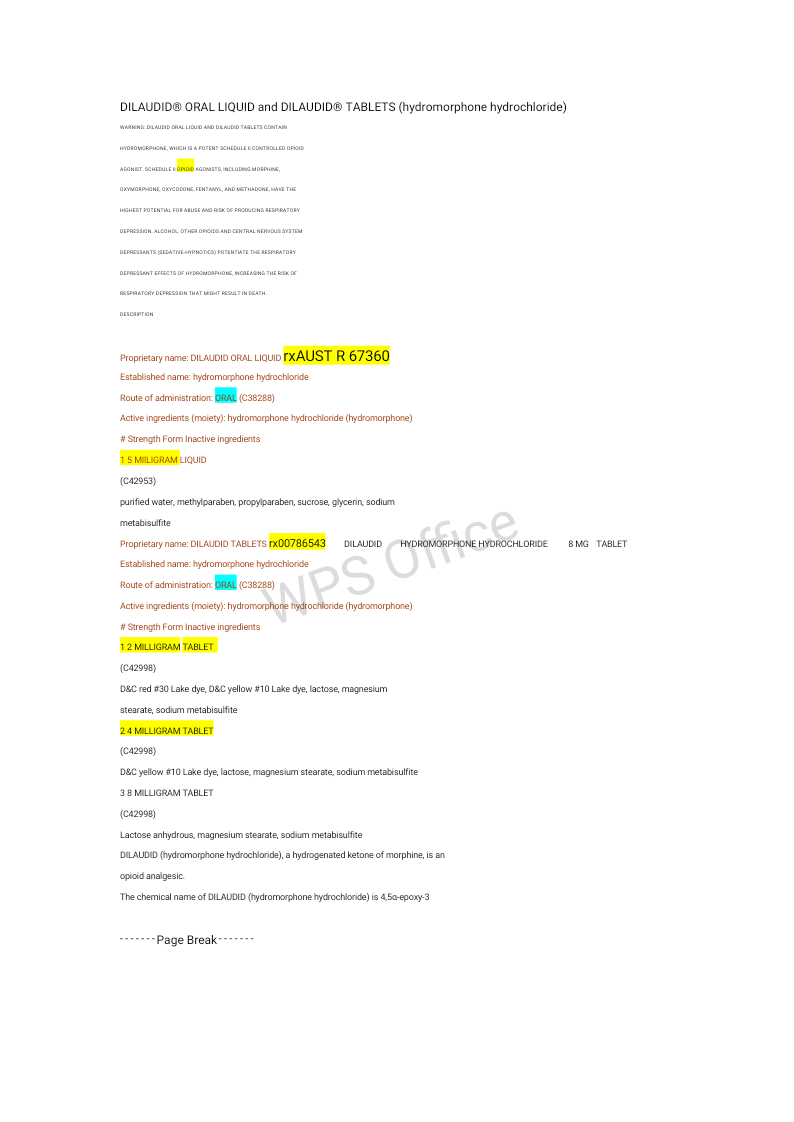 DILAUDID® ORAL LIQUID and DILAUDID® TABLETS (hydromorphone hydrochloride)
WARNING: DILAUDID ORAL LIQUID AND DILAUDID TABLETS CONTAIN
HYDROMORPHONE, WHICH IS A POTENT SCHEDULE II CONTROLLED OPIOID
AGONIST. SCHEDULE II OPIOID AGONISTS, INCLUDING MORPHINE,
OXYMORPHONE, OXYCODONE, FENTANYL, AND METHADONE, HAVE THE
HIGHEST POTENTIAL FOR ABUSE AND RISK OF PRODUCING RESPIRATORY
DEPRESSION. ALCOHOL, OTHER OPIOIDS AND CENTRAL NERVOUS SYSTEM
DEPRESSANTS (SEDATIVE-HYPNOTICS) POTENTIATE THE RESPIRATORY
DEPRESSANT EFFECTS OF HYDROMORPHONE, INCREASING THE RISK OF
RESPIRATORY DEPRESSION THAT MIGHT RESULT IN DEATH.
DESCRIPTION
Proprietary name: DILAUDID ORAL LIQUID rxAUST R 67360
Established name: hydromorphone hydrochloride
Route of administration: ORAL (C38288)
Active ingredients (moiety): hydromorphone hydrochloride (hydromorphone)
# Strength Form Inactive ingredients
1 5 MIILIGRAM LIQUID
(C42953)
purified water, methylparaben, propylparaben, sucrose, glycerin, sodium
metabisulfite
Proprietary name: DILAUDID TABLETS rx00786543 DILAUDID HYDROMORPHONE HYDROCHLORIDE 8 MG TABLET
Established name: hydromorphone hydrochloride
Route of administration: ORAL (C38288)
Active ingredients (moiety): hydromorphone hydrochloride (hydromorphone)
# Strength Form Inactive ingredients
1 2 MILLIGRAM TABLET
(C42998)
D&C red #30 Lake dye, D&C yellow #10 Lake dye, lactose, magnesium
stearate, sodium metabisulfite
2 4 MILLIGRAM TABLET
(C42998)
D&C yellow #10 Lake dye, lactose, magnesium stearate, sodium metabisulfite
3 8 MILLIGRAM TABLET
(C42998)
Lactose anhydrous, magnesium stearate, sodium metabisulfite
DILAUDID (hydromorphone hydrochloride), a hydrogenated ketone of morphine, is an
opioid analgesic.
The chemical name of DILAUDID (hydromorphone hydrochloride) is 4,5α-epoxy-3
-------Page Break-------
WPS Office